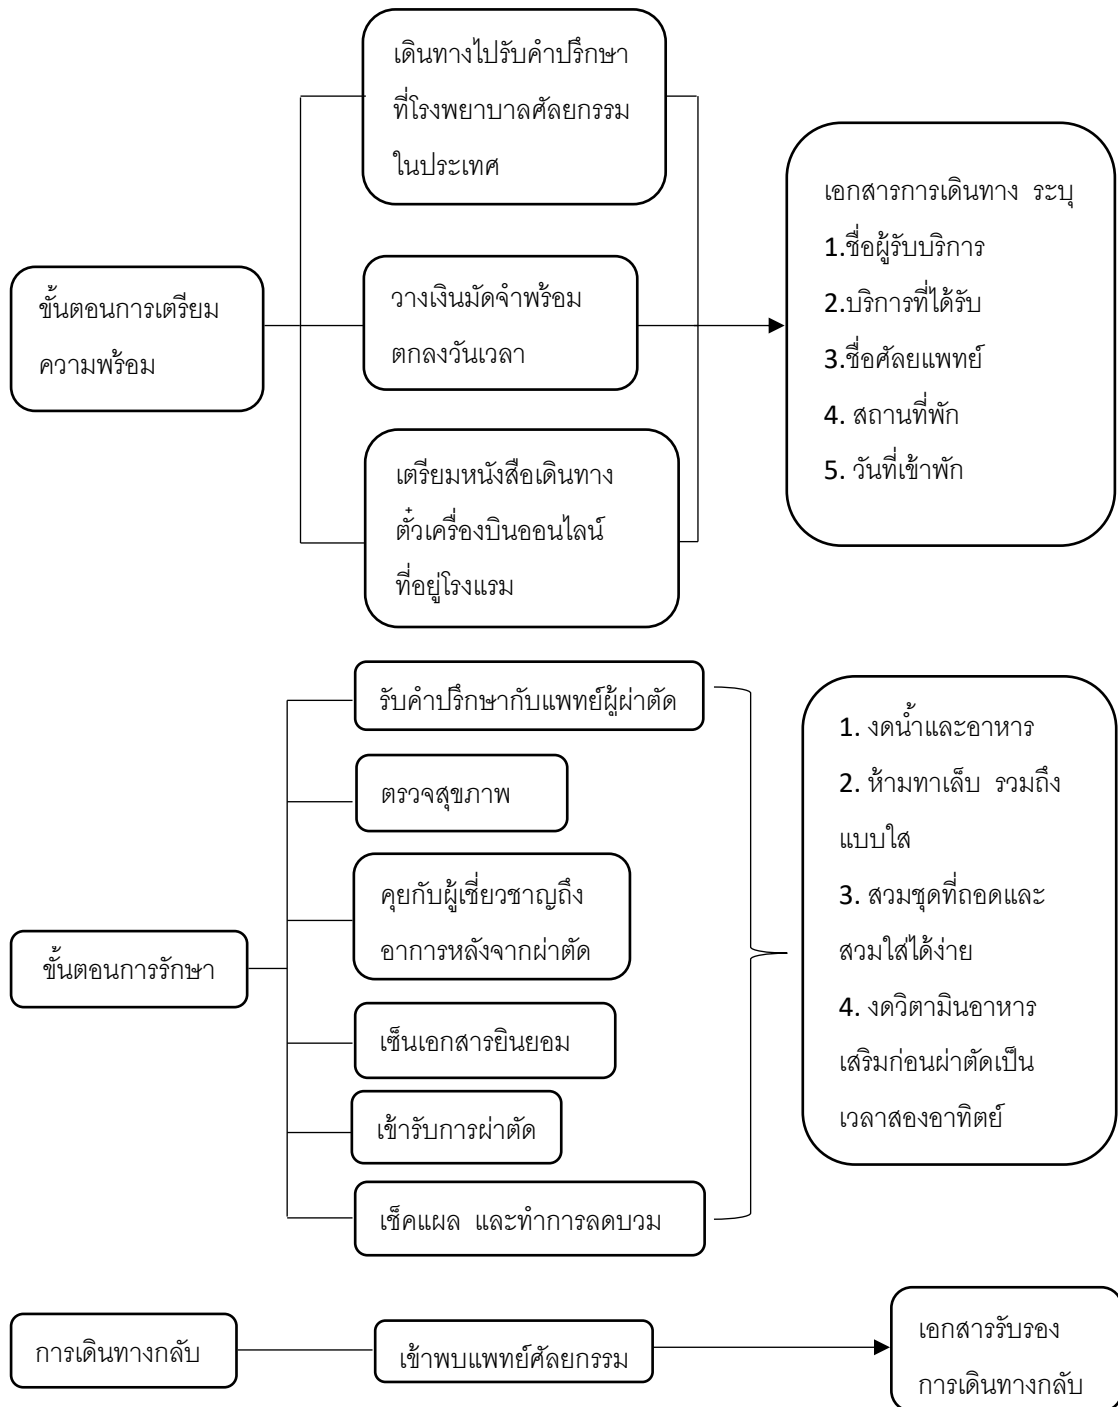 เดินทางไปรับคำปรึกษา
ที่โรงพยาบาลศัลยกรรม
ในประเทศ
ขั้นตอนการเตรียม
ความพร้อม
วางเงินมัดจำพร้อม
ตกลงวันเวลา
เตรียมหนังสือเดินทาง
ตั๋วเครื่องบินออนไลน์
ที่อยู่โรงแรม
เอกสารการเดินทาง ระบุ
1.ชื่อผู้รับบริการ
2.บริการที่ได้รับ
3.ชื่อศัลยแพทย์
4. สถานที่พัก
5. วันที่เข้าพัก
ขั้นตอนการรักษา
รับคำปรึกษากับแพทย์ผู้ผ่าตัด
ตรวจสุขภาพ
คุยกับผู้เชี่ยวชาญถึง
อาการหลังจากผ่าตัด
เซ็นเอกสารยินยอม
เข้ารับการผ่าตัด
เช็คแผล และทำการลดบวม
1. งดน้ำและอาหาร
2. ห้ามทาเล็บ รวมถึง
แบบใส
3. สวมชุดที่ถอดและ
สวมใส่ได้ง่าย
4. งดวิตามินอาหาร
เสริมก่อนผ่าตัดเป็น
เวลาสองอาทิตย์
การเดินทางกลับ
เข้าพบแพทย์ศัลยกรรม
เอกสารรับรอง
การเดินทางกลับ